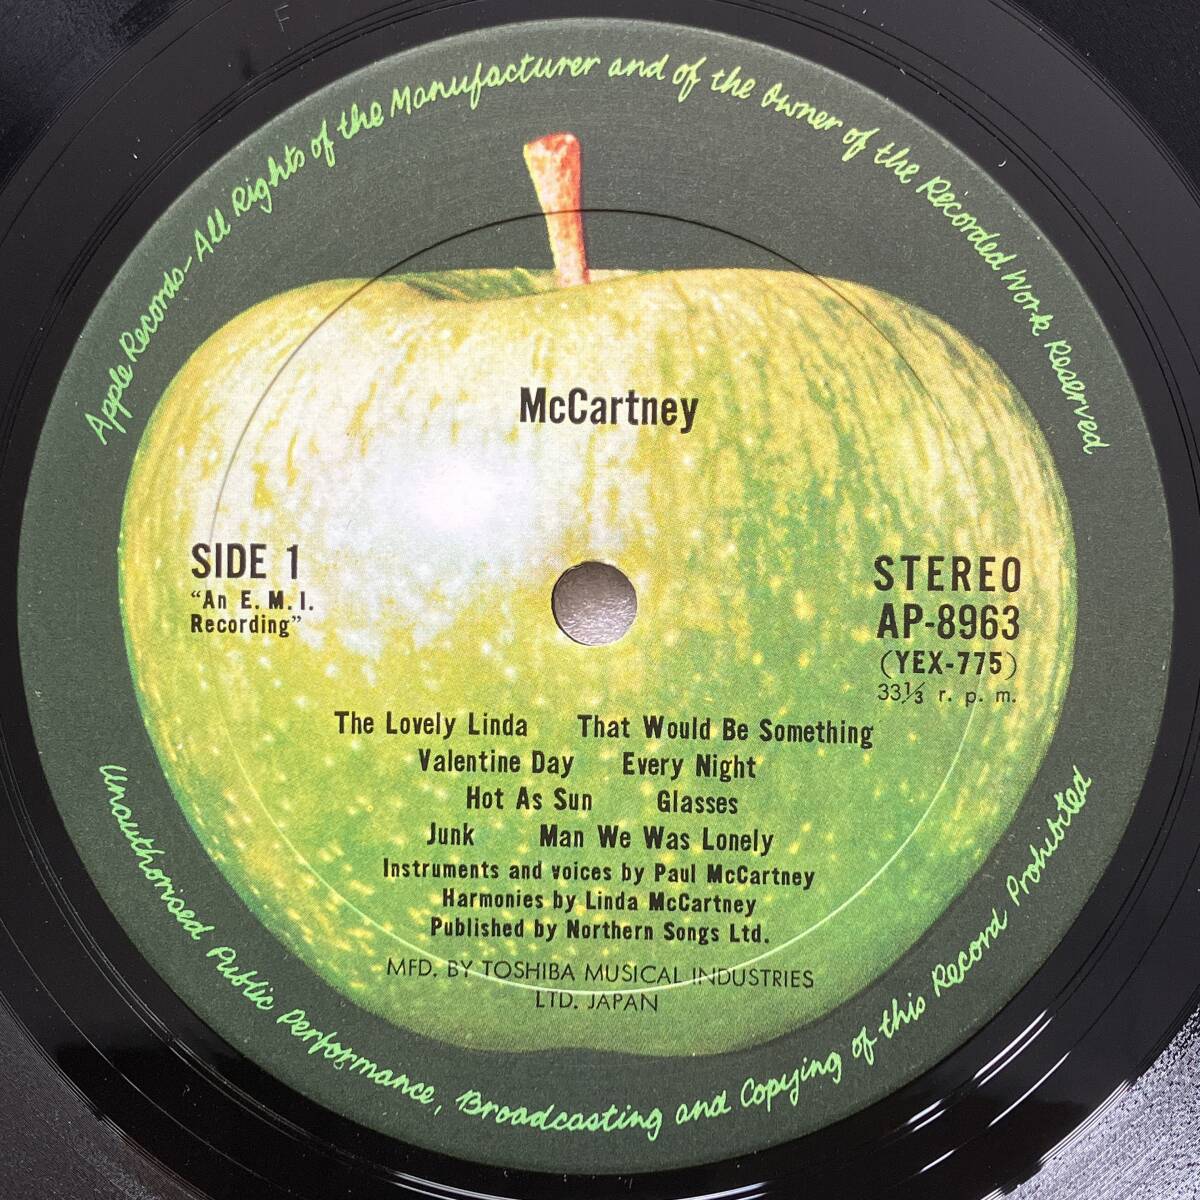 F
Apple Records-All Rights of the Manufacturer and of the Owner of the Recorded Work Reserved
McCartney
SIDE 1
“An E. M. I.
Recording”
STEREO
AP-8963
(YEX-775)
33⅓ r. p. m.
The Lovely Linda That Would Be Something
Valentine Day Every Night
Hot As Sun Glasses
Junk Man We Was Lonely
Instruments and voices by Paul McCartney
Harmonies by Linda McCartney
Published by Northern Songs Ltd.
MFD. BY TOSHIBA MUSICAL INDUSTRIES
LTD. JAPAN
Unauthorised Public Performance, Broadcasting and Copying of this Record Prohibited